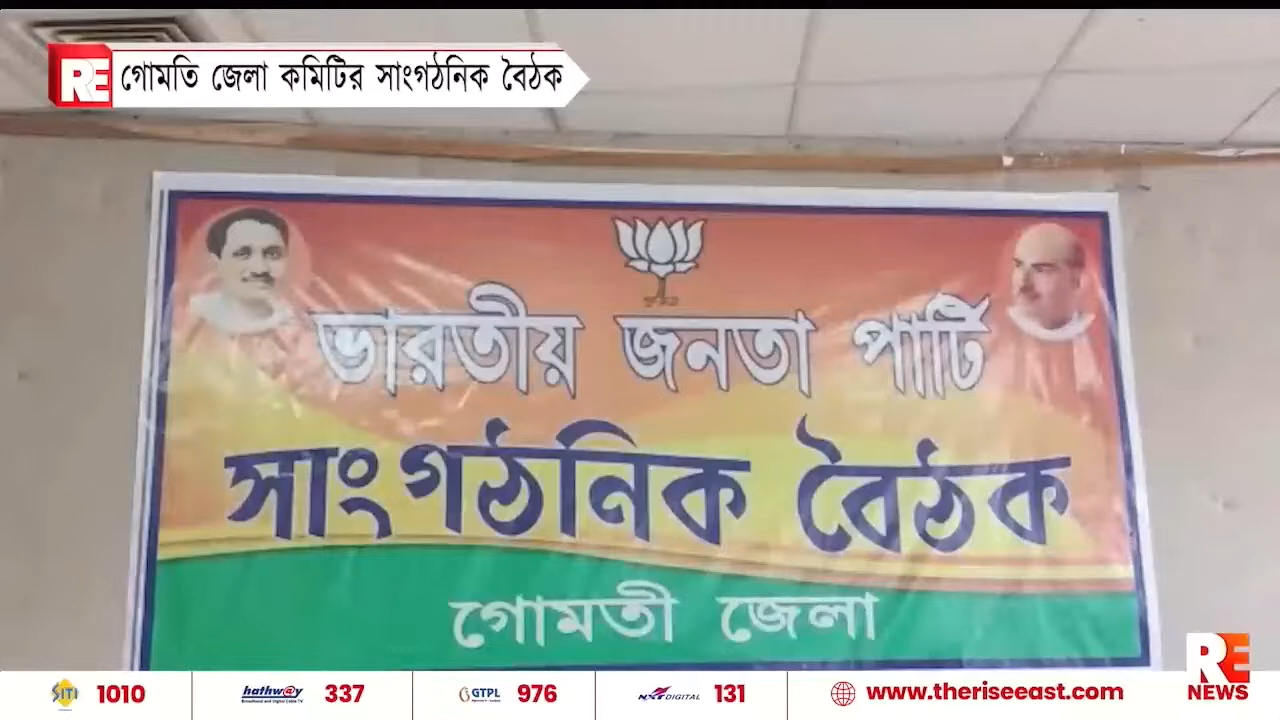 RE গোমতি জেলা কমিটির সাংগঠনিক বৈঠক
ভারতীয় জনতা পার্টি
সাংগঠনিক বৈঠক
গোমতী জেলা
RE NEWS
SITI 1010 hathway 337 GTPL 976 NXT DIGITAL 131 www.theriseeast.com